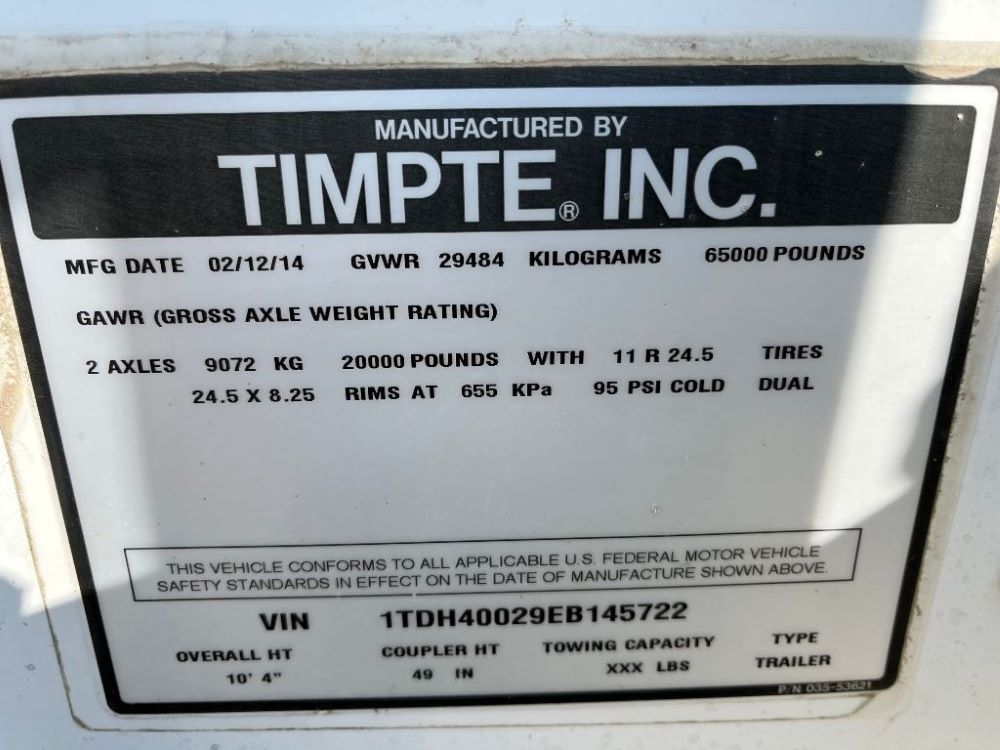 MANUFACTURED BY
TIMPTE® INC.
MFG DATE 02/12/14 GVWR 29484 KILOGRAMS 65000 POUNDS
GAWR (GROSS AXLE WEIGHT RATING)
2 AXLES 9072 KG 20000 POUNDS WITH 11 R 24.5 TIRES
24.5 X 8.25 RIMS AT 655 KPa 95 PSI COLD DUAL
THIS VEHICLE CONFORMS TO ALL APPLICABLE U.S. FEDERAL MOTOR VEHICLE
SAFETY STANDARDS IN EFFECT ON THE DATE OF MANUFACTURE SHOWN ABOVE.
VIN 1TDH40029EB145722
OVERALL HT COUPLER HT TOWING CAPACITY TYPE
10' 4" 49 IN XXX LBS TRAILER
P/N 035-53621